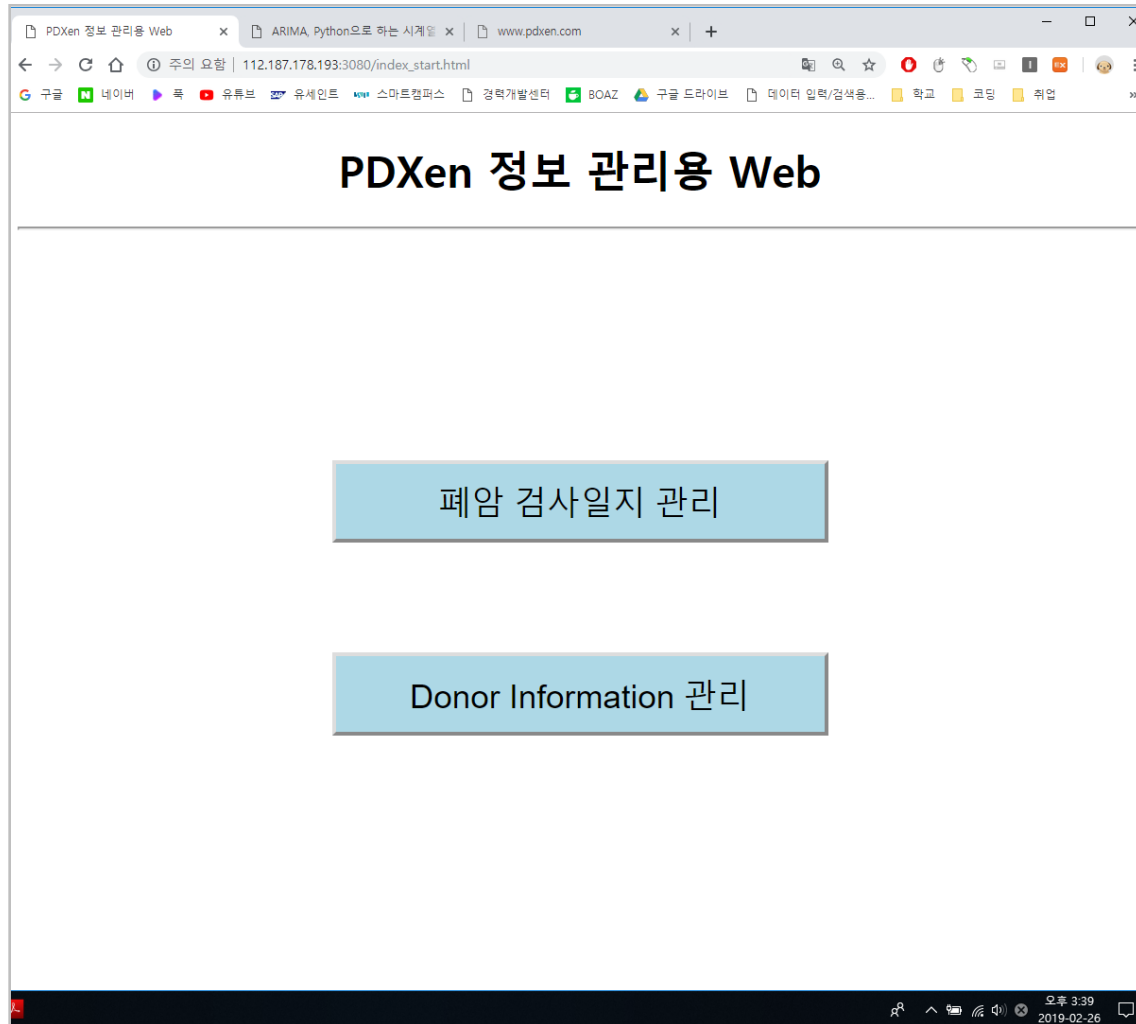 PDXen 정보 관리용 Web
ARIMA, Python으로 하는 시계열
www.pdxen.com
주의 요함 | 112.187.178.193:3080/index_start.html
구글 네이버 푹 유튜브 유세인트 스마트캠퍼스 경력개발센터 BOAZ 구글 드라이브 데이터 입력/검색용... 학교 코딩 취업 »
PDXen 정보 관리용 Web
폐암 검사일지 관리
Donor Information 관리
오후 3:39
2019-02-26